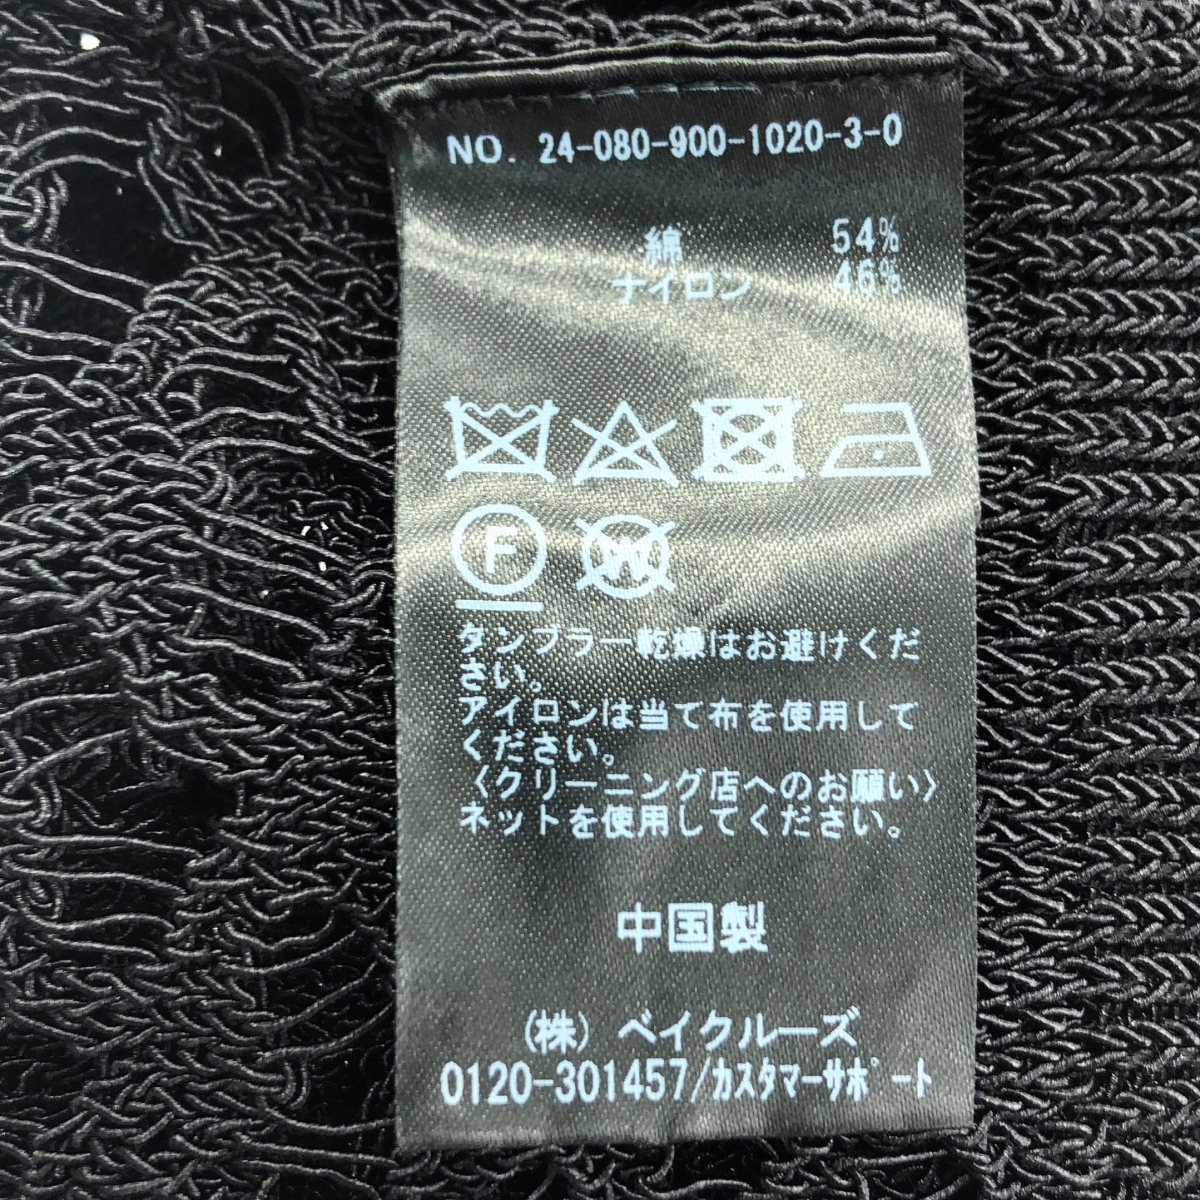 NO. 24-080-900-1020-3-0
綿 54%
ナイロン 46%
F W
タンブラー乾燥はお避けくだ
さい。
アイロンは当て布を使用して
ください。
〈クリーニング店へのお願い〉
ネットを使用してください。
中国製
(株) ベイクルーズ
0120-301457/カスタマーサポート